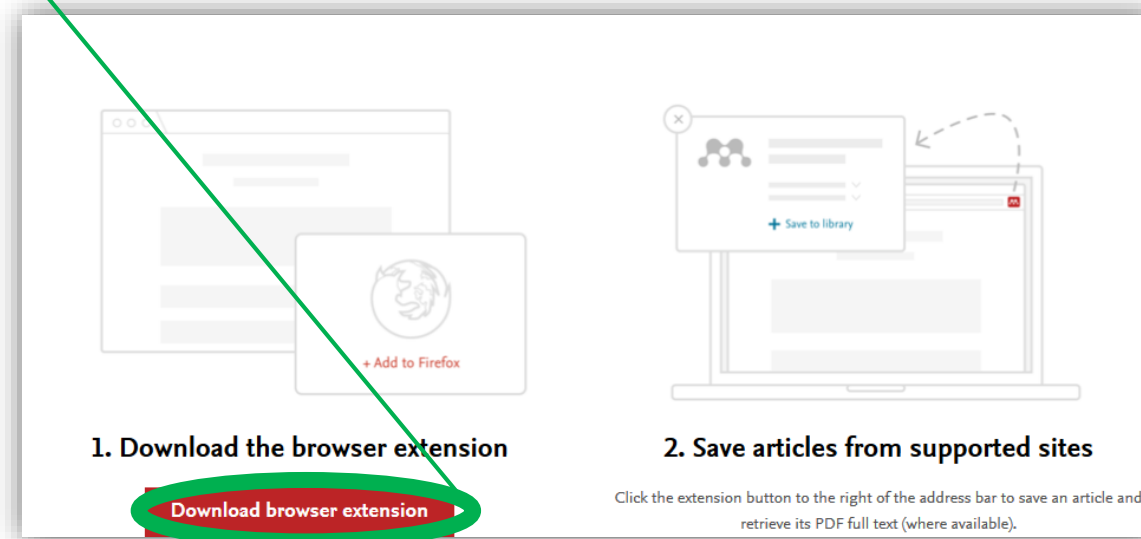 + Add to Firefox
+ Save to library
1. Download the browser extension
Download browser extension
2. Save articles from supported sites
Click the extension button to the right of the address bar to save an article and
retrieve its PDF full text (where available).